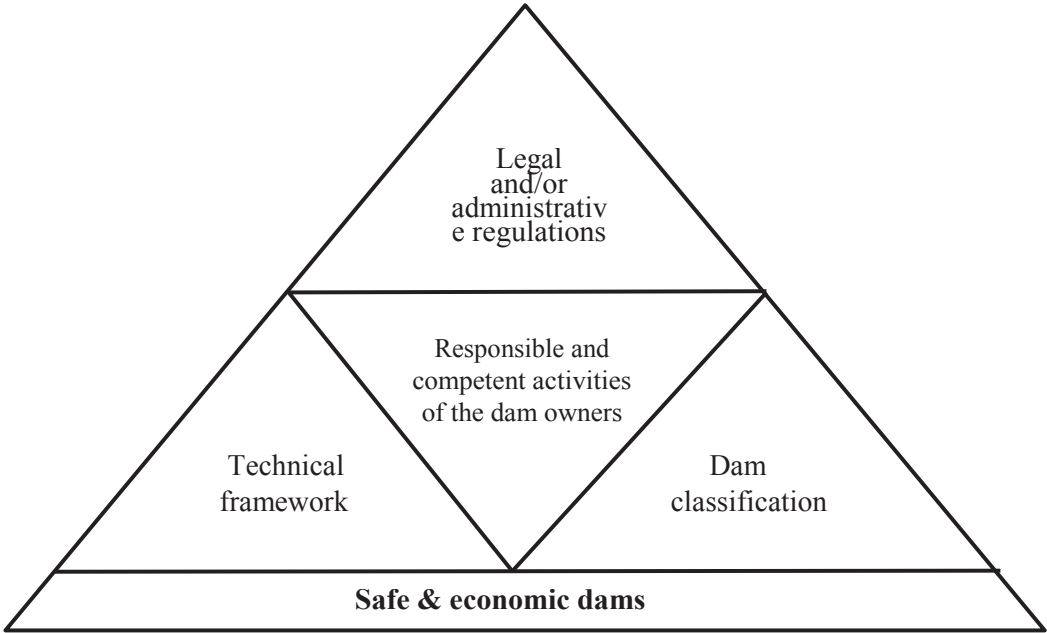 Legal
and/or
administrativ
e regulations
Responsible and
competent activities
of the dam owners
Technical
framework
Dam
classification
Safe & economic dams